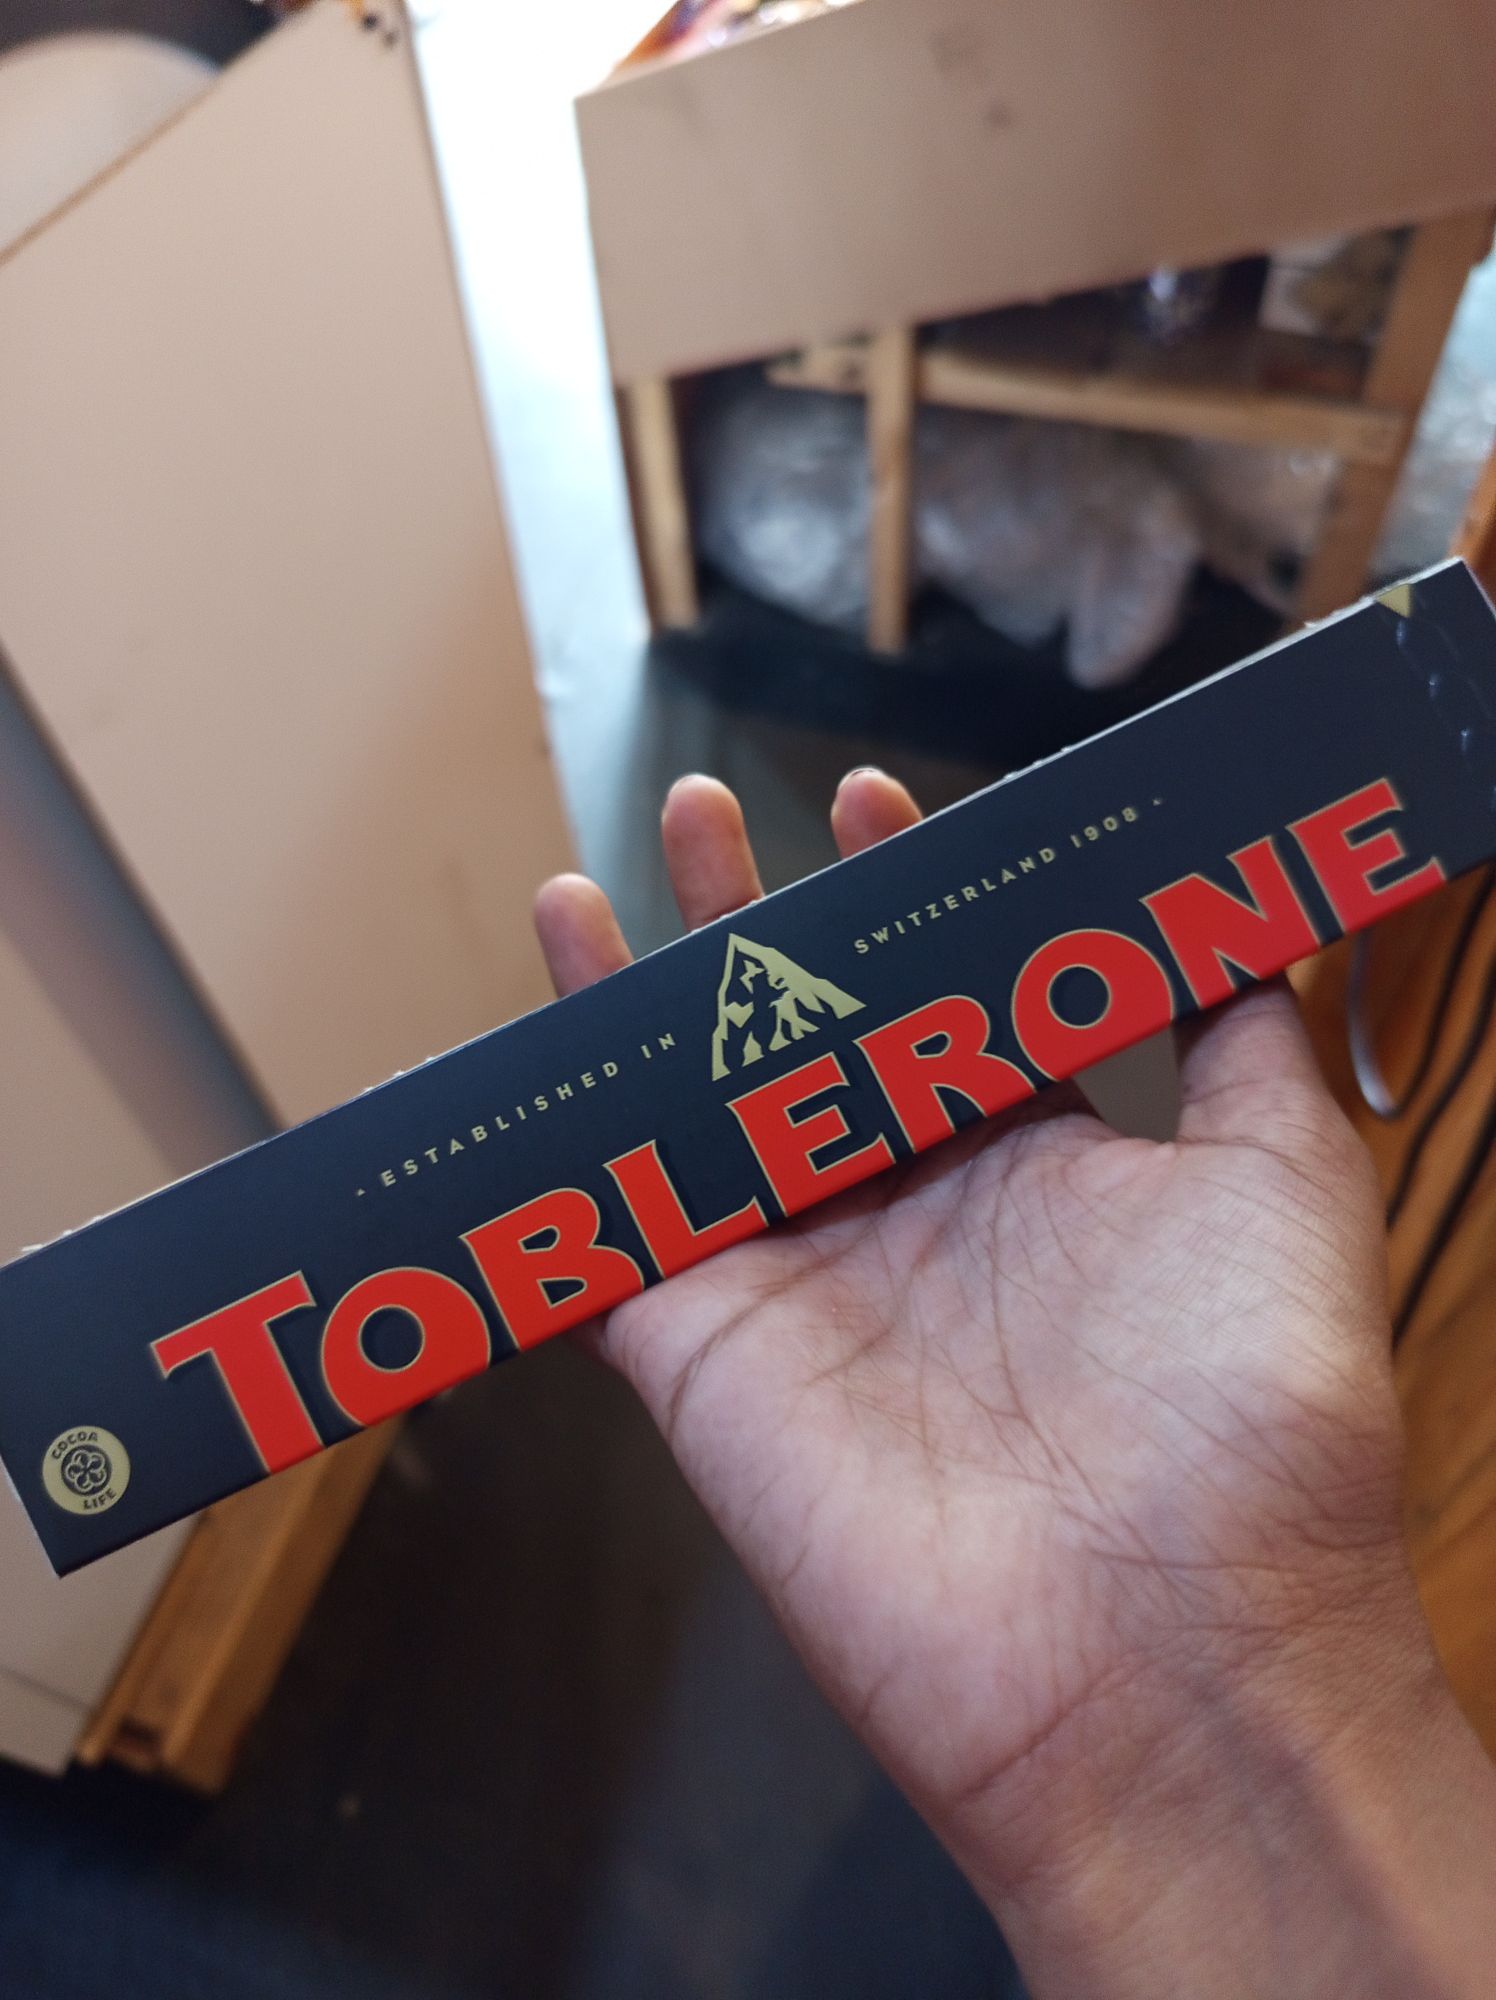 ESTABLISHED IN SWITZERLAND 1908
TOBLERONE
COCOA
LIFE